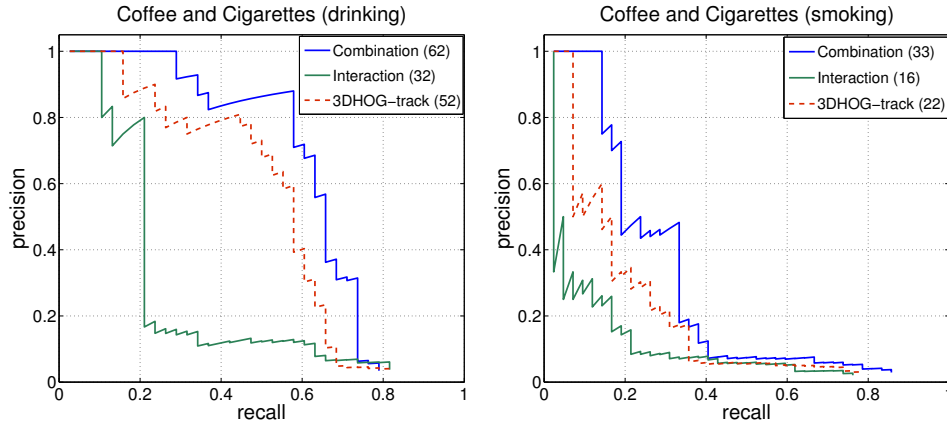 Coffee and Cigarettes (drinking)
1
0.8
0.6
0.4
0.2
0
0
0.2
0.4
0.6
0.8
1
precision
recall
Combination (62)
Interaction (32)
3DHOG-track (52)
Coffee and Cigarettes (smoking)
1
0.8
0.6
0.4
0.2
0
0
0.2
0.4
0.6
0.8
1
precision
recall
Combination (33)
Interaction (16)
3DHOG-track (22)